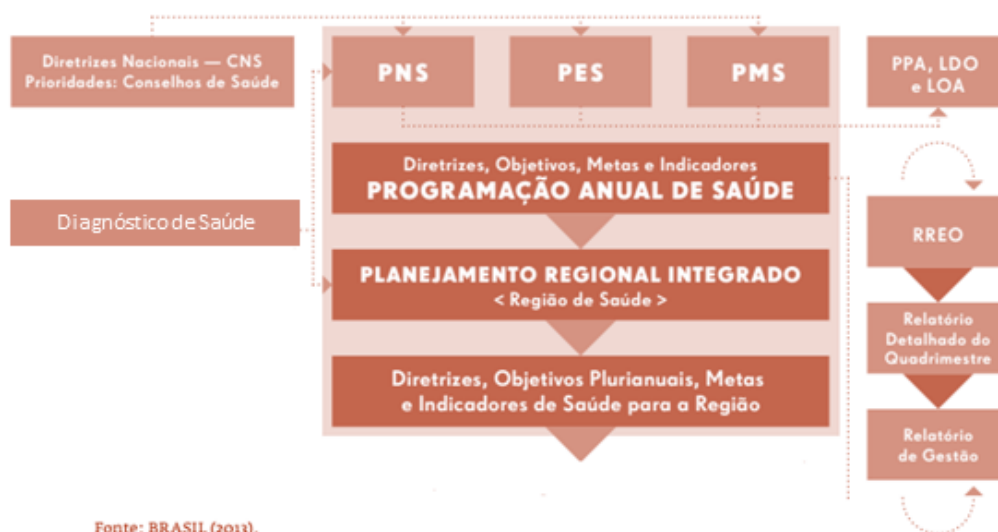 Diretrizes Nacionais — CNS
Prioridades: Conselhos de Saúde
PNS
PES
PMS
PPA, LDO
e LOA
Diretrizes, Objetivos, Metas e Indicadores
PROGRAMAÇÃO ANUAL DE SAÚDE
Diagnóstico de Saúde
RREO
PLANEJAMENTO REGIONAL INTEGRADO
< Região de Saúde >
Relatório
Detalhado do
Quadrimestre
Diretrizes, Objetivos Plurianuais, Metas
e Indicadores de Saúde para a Região
Relatório
de Gestão
Fonte: BRASIL (2013).